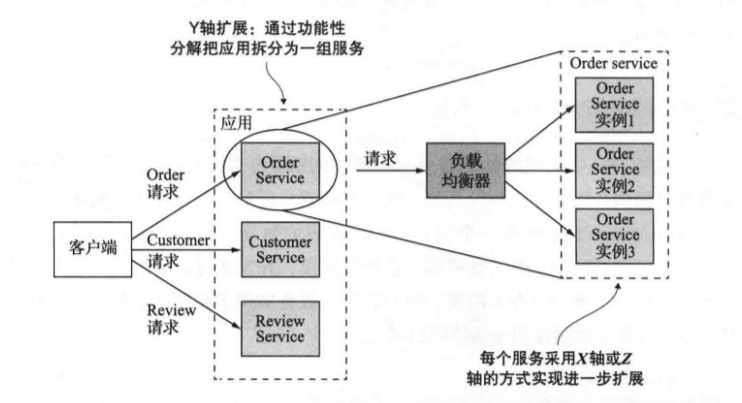 Y轴扩展：通过功能性
分解把应用拆分为一组服务
Order service
Order
Service
实例1
应用
Order
请求
Order
Service
请求
负载
均衡器
Order
Service
实例2
客户端
Customer
请求
Customer
Service
Order
Service
实例3
Review
请求
Review
Service
每个服务采用X轴或Z
轴的方式实现进一步扩展